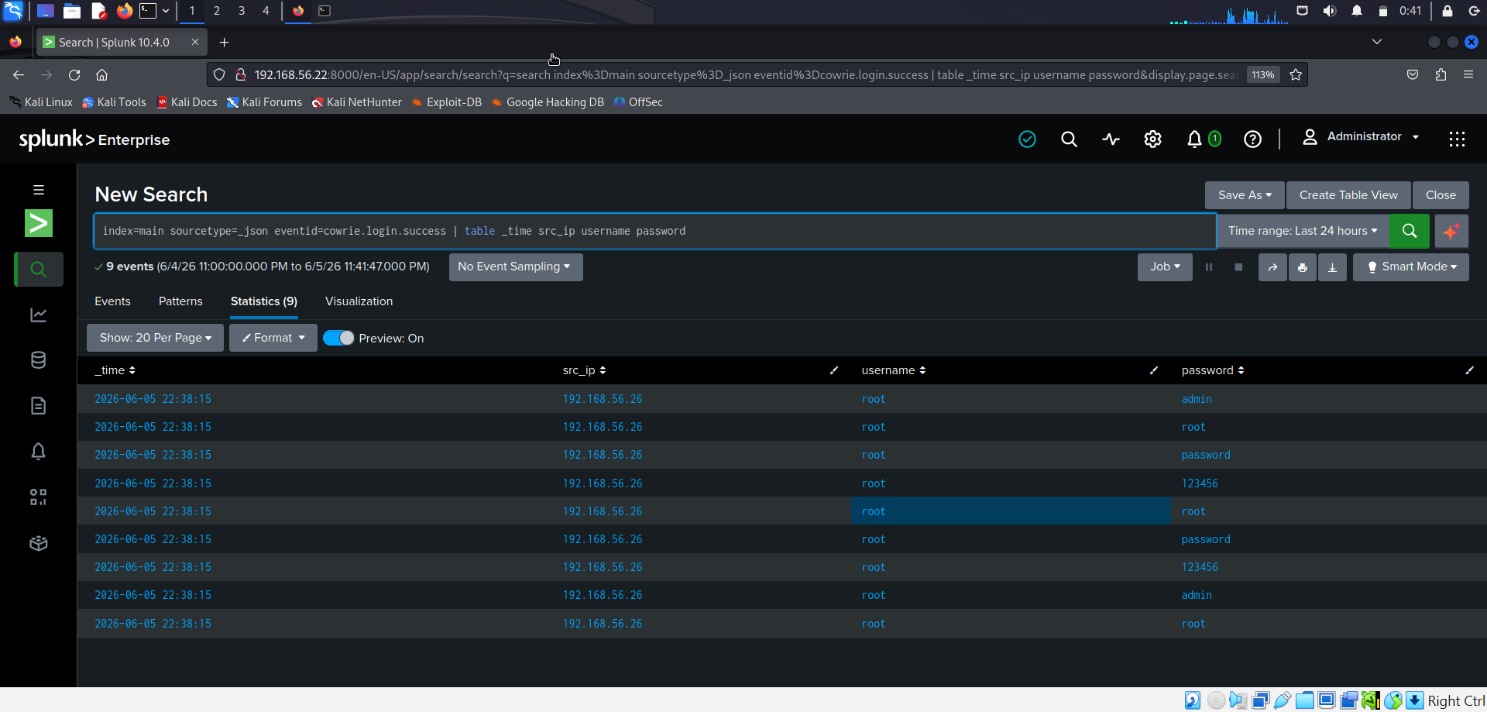 1 2 3 4 0:41
Search | Splunk 10.4.0
192.168.56.22:8000/en-US/app/search/search?q=search index%3Dmain sourcetype%3D_json eventid%3Dcowrie.login.success | table _time src_ip username password&display.page.sear 113%
Kali Linux Kali Tools Kali Docs Kali Forums Kali NetHunter Exploit-DB Google Hacking DB OffSec
splunk> Enterprise 1 Administrator
New Search Save As Create Table View Close
index=main sourcetype=_json eventid=cowrie.login.success | table _time src_ip username password Time range: Last 24 hours
9 events (6/4/26 11:00:00.000 PM to 6/5/26 11:41:47.000 PM) No Event Sampling Job Smart Mode
Events Patterns Statistics (9) Visualization
Show: 20 Per Page Format Preview: On
_time src_ip username password
2026-06-05 22:38:15 192.168.56.26 root admin
2026-06-05 22:38:15 192.168.56.26 root root
2026-06-05 22:38:15 192.168.56.26 root password
2026-06-05 22:38:15 192.168.56.26 root 123456
2026-06-05 22:38:15 192.168.56.26 root root
2026-06-05 22:38:15 192.168.56.26 root password
2026-06-05 22:38:15 192.168.56.26 root 123456
2026-06-05 22:38:15 192.168.56.26 root admin
2026-06-05 22:38:15 192.168.56.26 root root
Right Ctrl